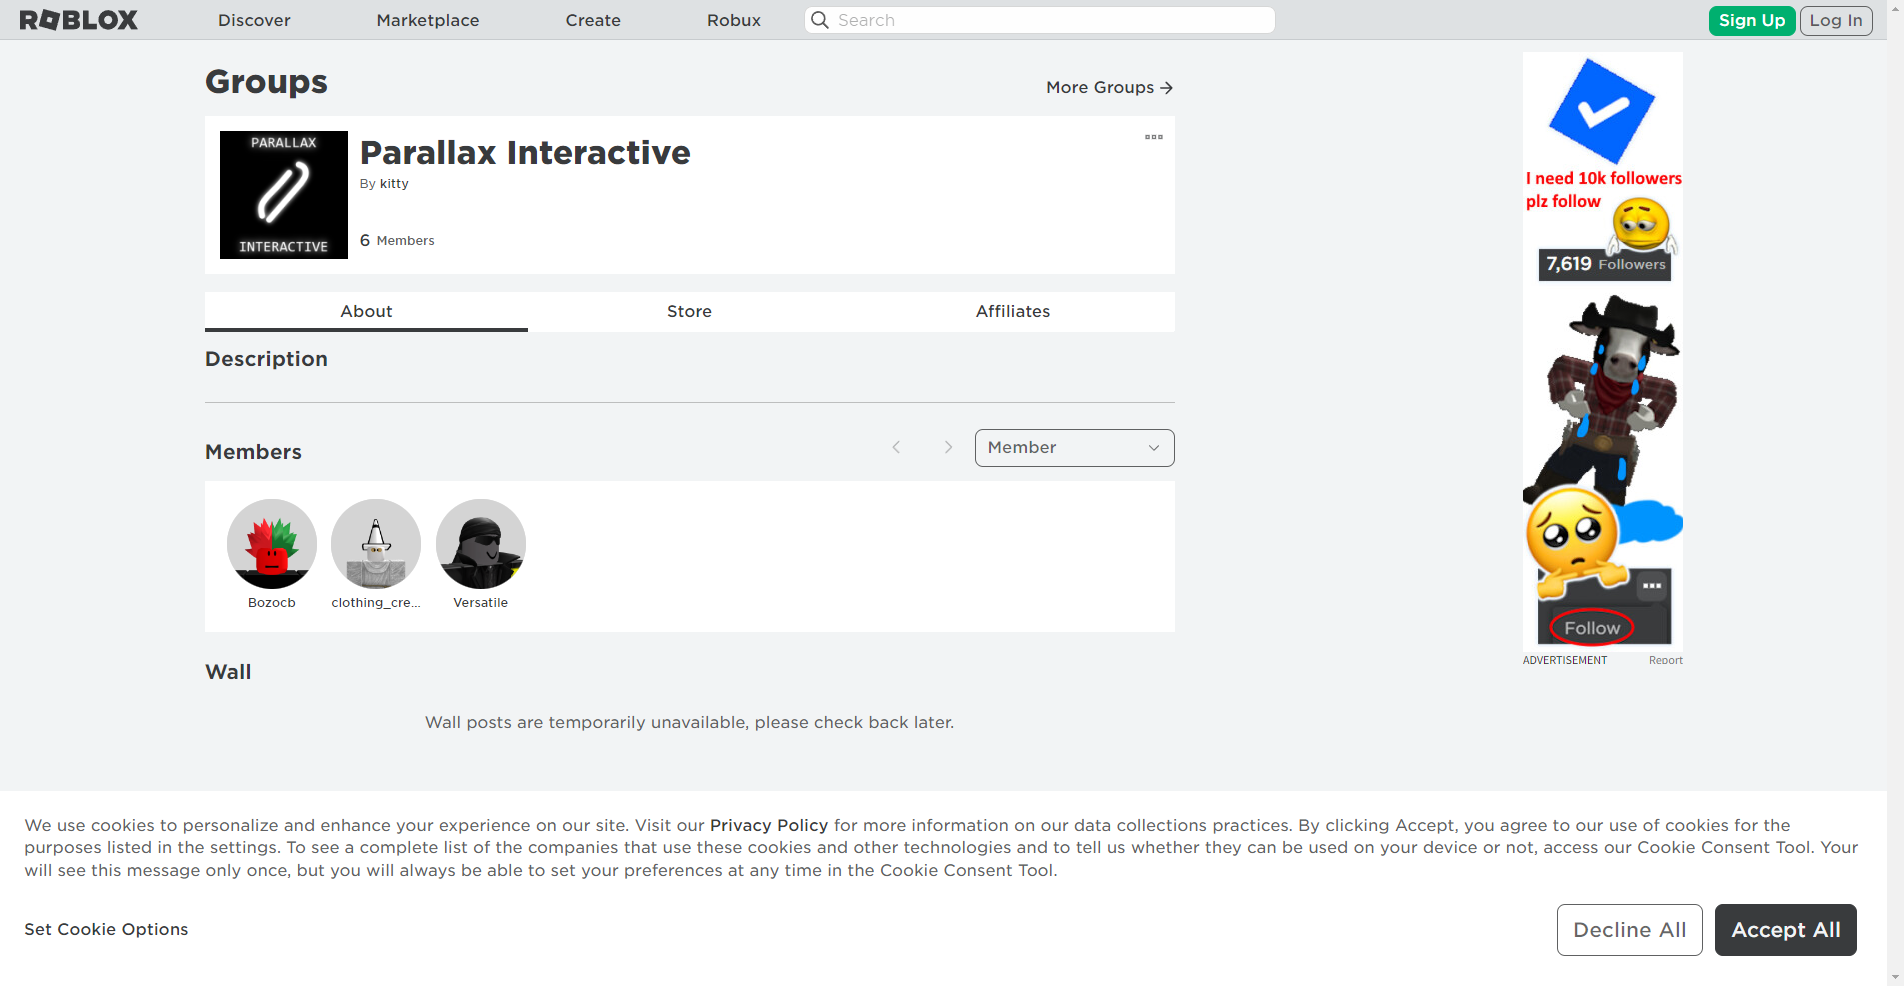 ROBLOX
Discover
Marketplace
Create
Robux
Search
Sign Up
Log In
Groups
More Groups →
PARALLAX
INTERACTIVE
Parallax Interactive
By kitty
6 Members
About
Store
Affiliates
Description
Members
Member
Bozocb
clothing_cre...
Versatile
Wall
Wall posts are temporarily unavailable, please check back later.
I need 10k followers
plz follow
7,619 Followers
Follow
ADVERTISEMENT
Report
We use cookies to personalize and enhance your experience on our site. Visit our Privacy Policy for more information on our data collections practices. By clicking Accept, you agree to our use of cookies for the
purposes listed in the settings. To see a complete list of the companies that use these cookies and other technologies and to tell us whether they can be used on your device or not, access our Cookie Consent Tool. Your
will see this message only once, but you will always be able to set your preferences at any time in the Cookie Consent Tool.
Set Cookie Options
Decline All
Accept All